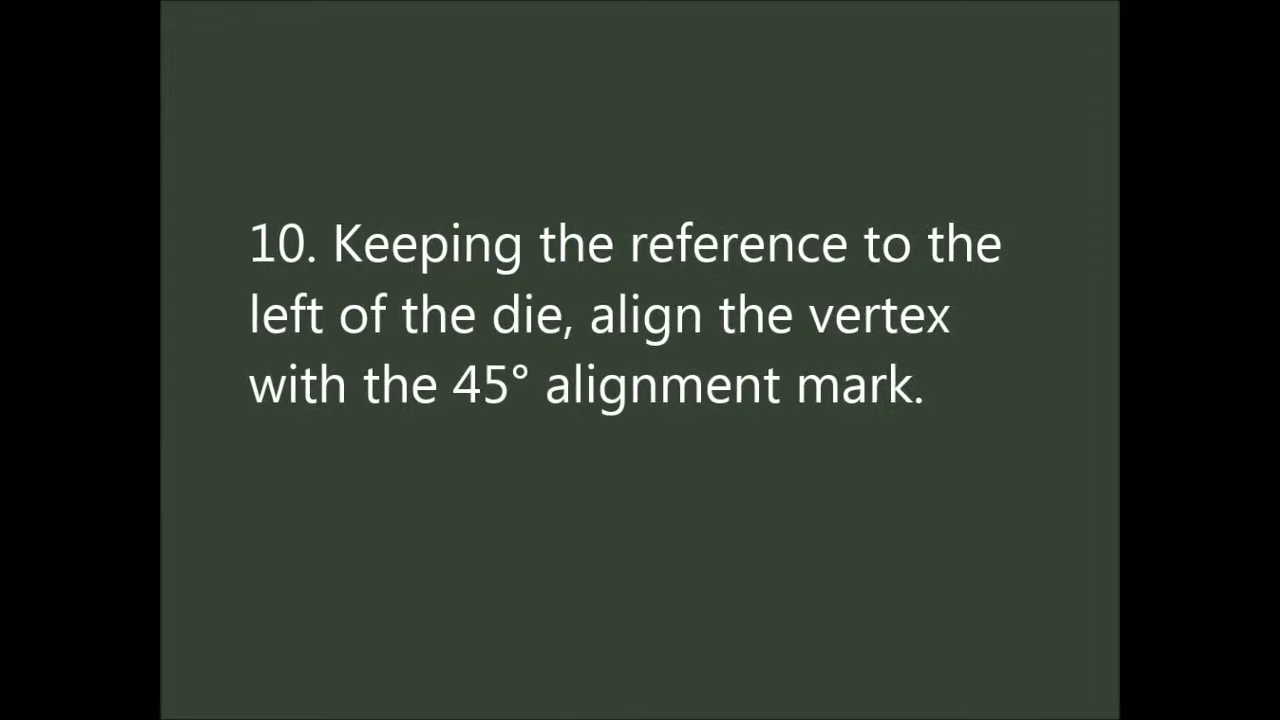 10. Keeping the reference to the
left of the die, align the vertex
with the 45° alignment mark.